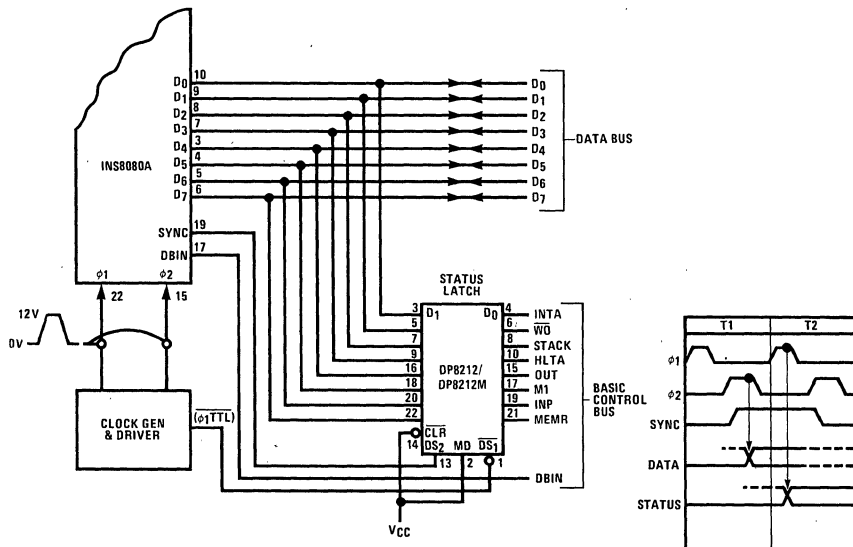 INS8080A
D0 10 D0
D1 9 D1
D2 8 D2
D3 7 D3
D4 3 D4
D5 4 D5
D6 5 D6
D7 6 D7
DATA BUS
SYNC 19
DBIN 17
φ1 φ2
22 15
12V
0V
CLOCK GEN
& DRIVER
(φ1TTL)
STATUS
LATCH
3 D1 D0 4 INTA
5 6 WO
7 8 STACK
9 10 HLTA
16 15 OUT
18 17 M1
20 19 INP
22 21 MEMR
DP8212/
DP8212M
CLR
14 DS2 MD DS1
13 2 1
DBIN
VCC
BASIC
CONTROL
BUS
T1 T2
φ1
φ2
SYNC
DATA
STATUS